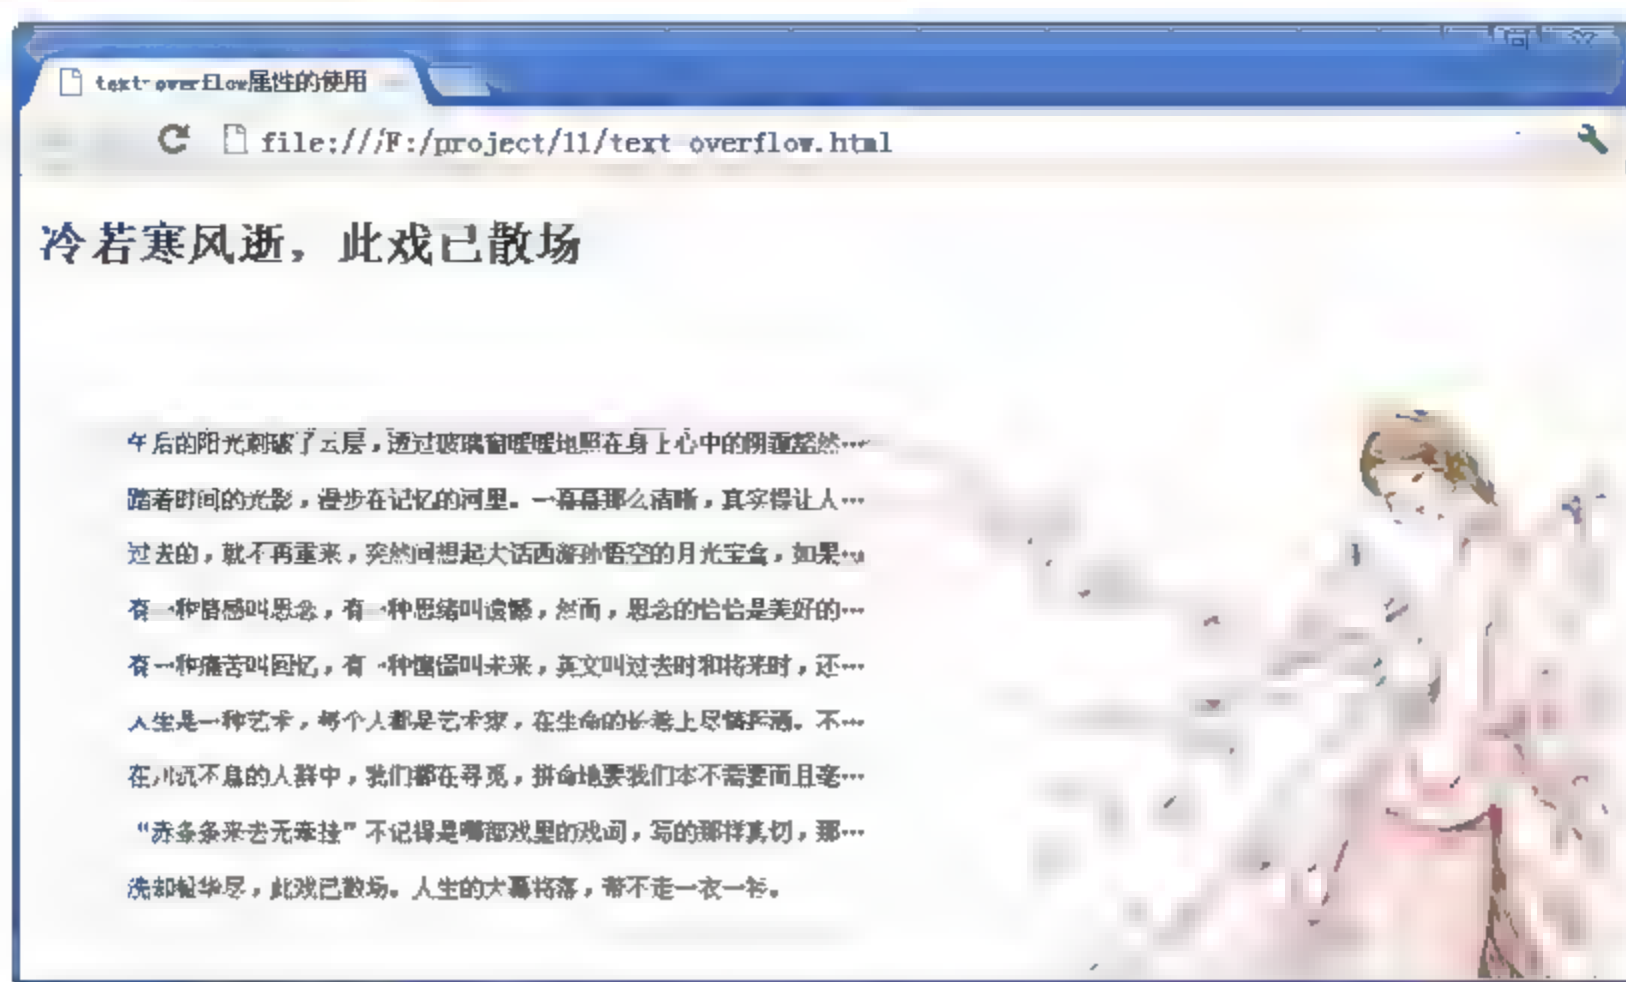 text-overflow属性的使用
file:///F:/project/11/text overflow.html
冷若寒风逝，此戏已散场
午后的阳光刺破了云层，透过玻璃窗暖暖地照在身上心中的阴霾豁然…
踏着时间的光影，漫步在记忆的河里。一幕幕那么清晰，真实得让人…
过去的，就不再重来，突然间想起大话西游孙悟空的月光宝盒，如果…
有一种情感叫思念，有一种思绪叫遗憾，然而，思念的恰恰是美好的…
有一种痛苦叫回忆，有一种憧憬叫未来，英文叫过去时和将来时，还…
人生是一种艺术，每个人都是艺术家，在生命的长卷上尽情挥洒。不…
在川流不息的人群中，我们都在寻觅，拼命地要我们本不需要而且毫…
“赤条条来去无牵挂”不记得是哪部戏里的戏词，写的那样真切，那…
洗却铅华尽，此戏已散场。人生的大幕将落，带不走一衣一衫。